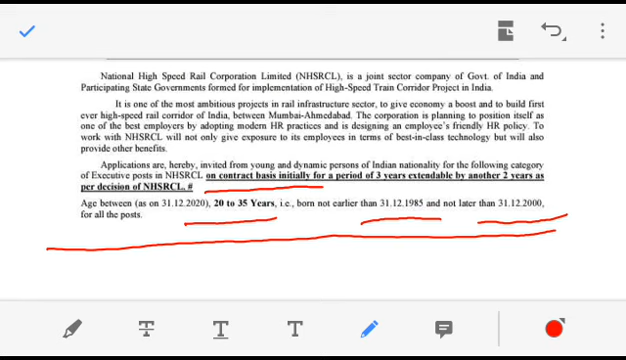 National High Speed Rail Corporation Limited (NHSRCL), is a joint sector company of Govt. of India and
Participating State Governments formed for implementation of High-Speed Train Corridor Project in India.
It is one of the most ambitious projects in rail infrastructure sector, to give economy a boost and to build first
ever high-speed rail corridor of India, between Mumbai-Ahmedabad. The corporation is planning to position itself as
one of the best employers by adopting modern HR practices and is designing an employee's friendly HR policy. To
work with NHSRCL will not only give exposure to its employees in terms of best-in-class technology but will also
provide other benefits.
Applications are, hereby, invited from young and dynamic persons of Indian nationality for the following category
of Executive posts in NHSRCL on contract basis initially for a period of 3 years extendable by another 2 years as
per decision of NHSRCL. #
Age between (as on 31.12.2020), 20 to 35 Years, i.e., born not earlier than 31.12.1985 and not later than 31.12.2000,
for all the posts.
T T T